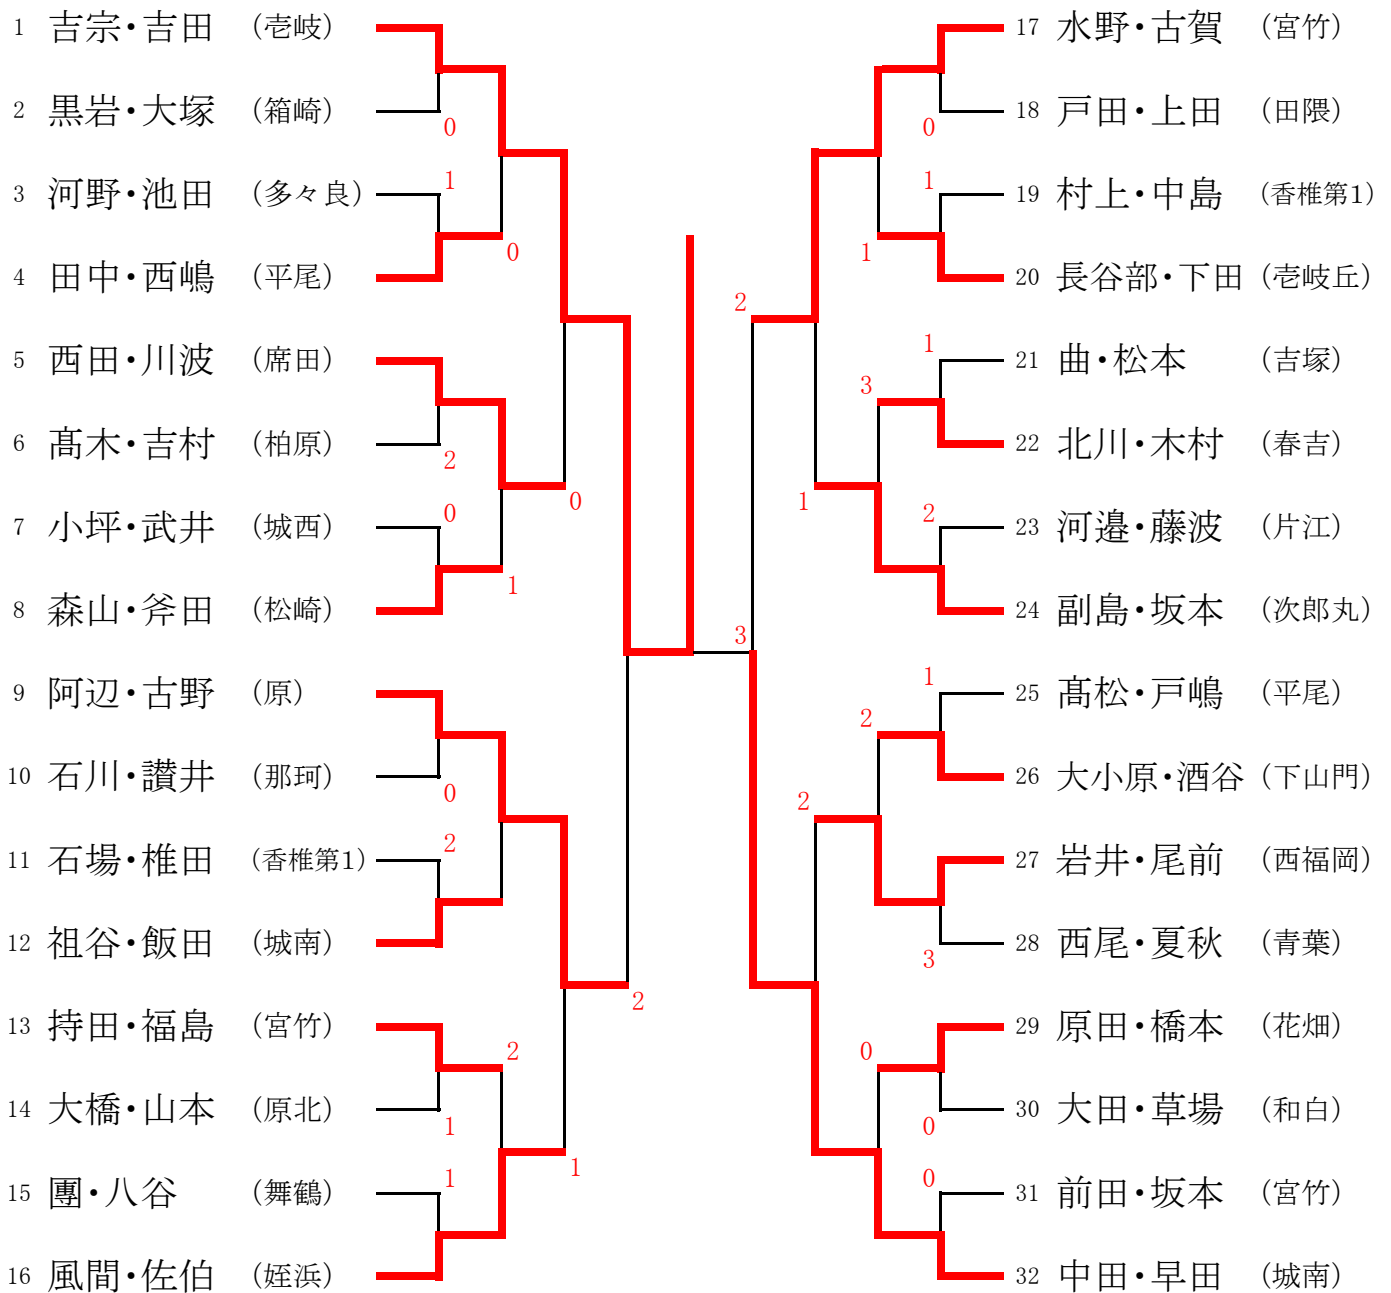 1 吉宗・吉田 （壱岐）
2 黒岩・大塚 （箱崎）
0
1
3 河野・池田 （多々良）
0
4 田中・西嶋 （平尾）
5 西田・川波 （席田）
6 髙木・吉村 （柏原）
2
0
0
7 小坪・武井 （城西）
1
8 森山・斧田 （松崎）
9 阿辺・古野 （原）
10 石川・讃井 （那珂）
0
2
11 石場・椎田 （香椎第1）
12 祖谷・飯田 （城南）
2
13 持田・福島 （宮竹）
2
14 大橋・山本 （原北）
1
1
1
15 團・八谷 （舞鶴）
16 風間・佐伯 （姪浜）
17 水野・古賀 （宮竹）
18 戸田・上田 （田隈）
0
1
19 村上・中島 （香椎第1）
1
20 長谷部・下田 （壱岐丘）
2
1
21 曲・松本 （吉塚）
3
22 北川・木村 （春吉）
1
2
23 河邉・藤波 （片江）
24 副島・坂本 （次郎丸）
3
1
25 髙松・戸嶋 （平尾）
2
26 大小原・酒谷 （下山門）
2
27 岩井・尾前 （西福岡）
28 西尾・夏秋 （青葉）
3
29 原田・橋本 （花畑）
0
30 大田・草場 （和白）
0
0
31 前田・坂本 （宮竹）
32 中田・早田 （城南）